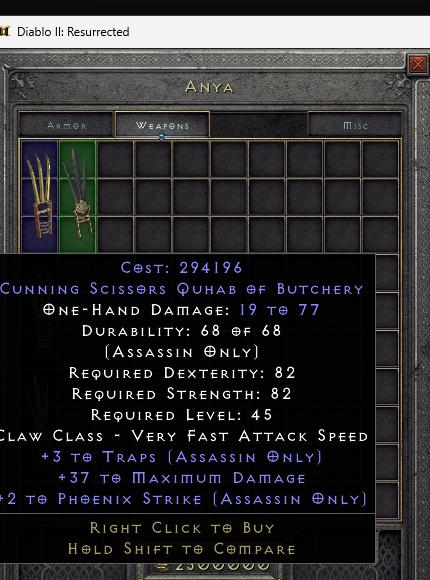 Diablo II: Resurrected
Anya
Armor
Weapons
Misc
Cost: 294196
Cunning Scissors Quhab of Butchery
One-Hand Damage: 19 to 77
Durability: 68 of 68
(Assassin Only)
Required Dexterity: 82
Required Strength: 82
Required Level: 45
Claw Class - Very Fast Attack Speed
+3 to Traps (Assassin Only)
+37 to Maximum Damage
+2 to Phoenix Strike (Assassin Only)
Right Click to Buy
Hold Shift to Compare
2500000